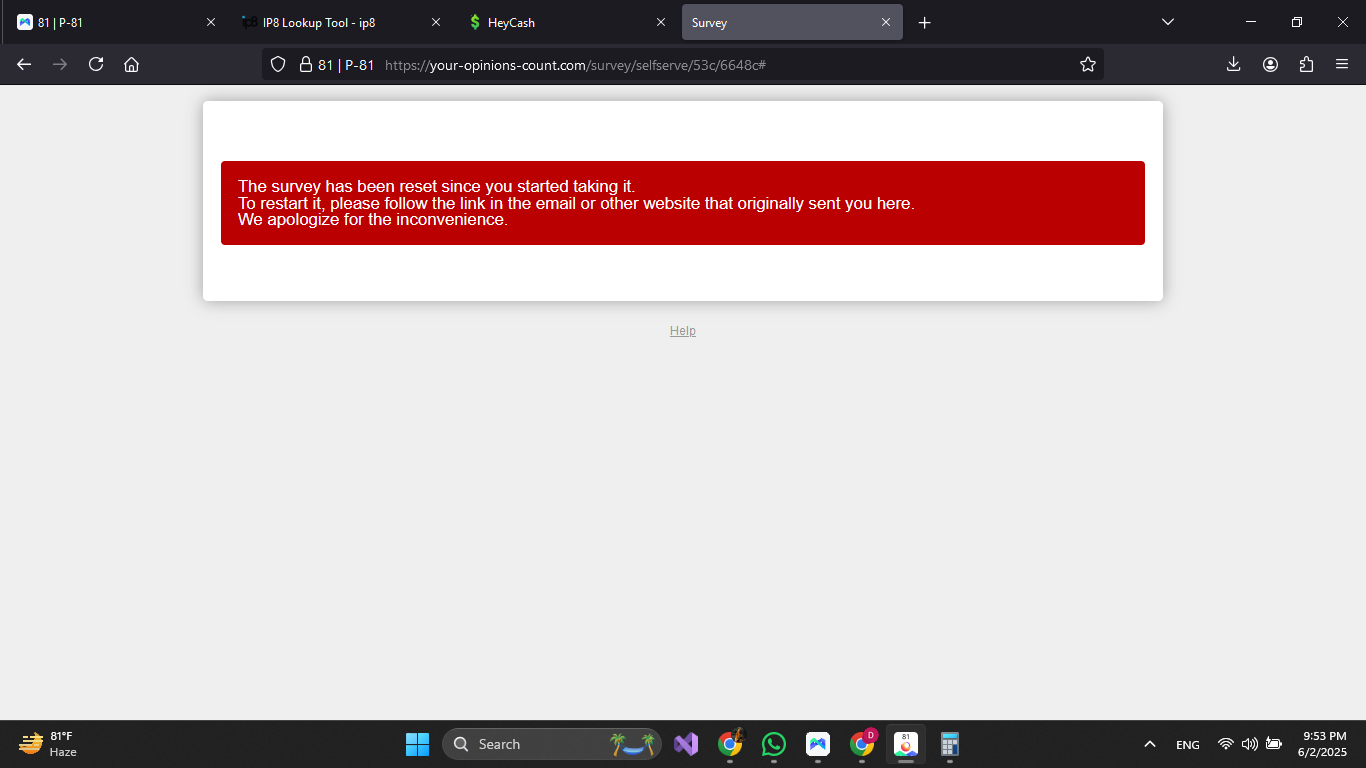 81 | P-81
IP8 Lookup Tool - ip8
HeyCash
Survey
81 | P-81
https://your-opinions-count.com/survey/selfserve/53c/6648c#
The survey has been reset since you started taking it.
To restart it, please follow the link in the email or other website that originally sent you here.
We apologize for the inconvenience.
Help
81°F
Haze
Search
D
81
ENG
9:53 PM
6/2/2025